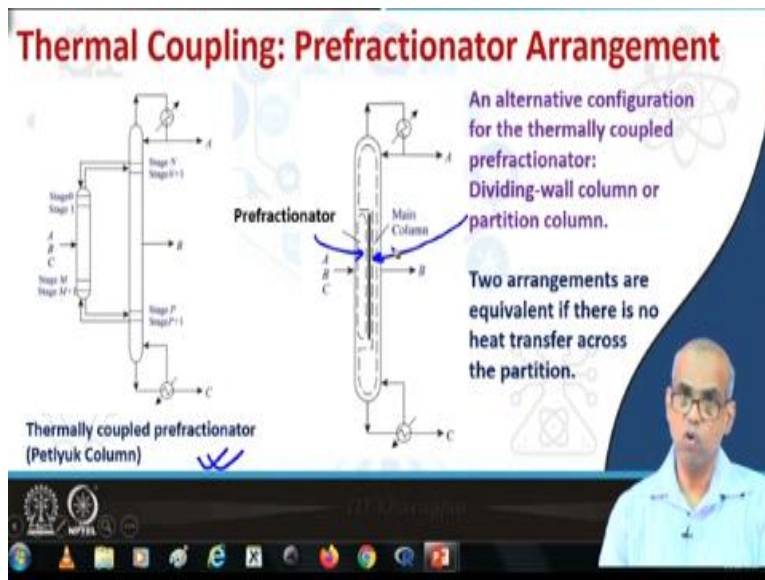 Thermal Coupling: Prefractionator Arrangement
A
Stage N
Stage N+1
Stage 1
A
B
C
B
Stage M
Stage P
Stage P+1
C
Thermally coupled prefractionator
(Petlyuk Column)
A
Prefractionator
Main
Column
A
B
C
B
C
An alternative configuration
for the thermally coupled
prefractionator:
Dividing-wall column or
partition column.
Two arrangements are
equivalent if there is no
heat transfer across
the partition.
NPTEL